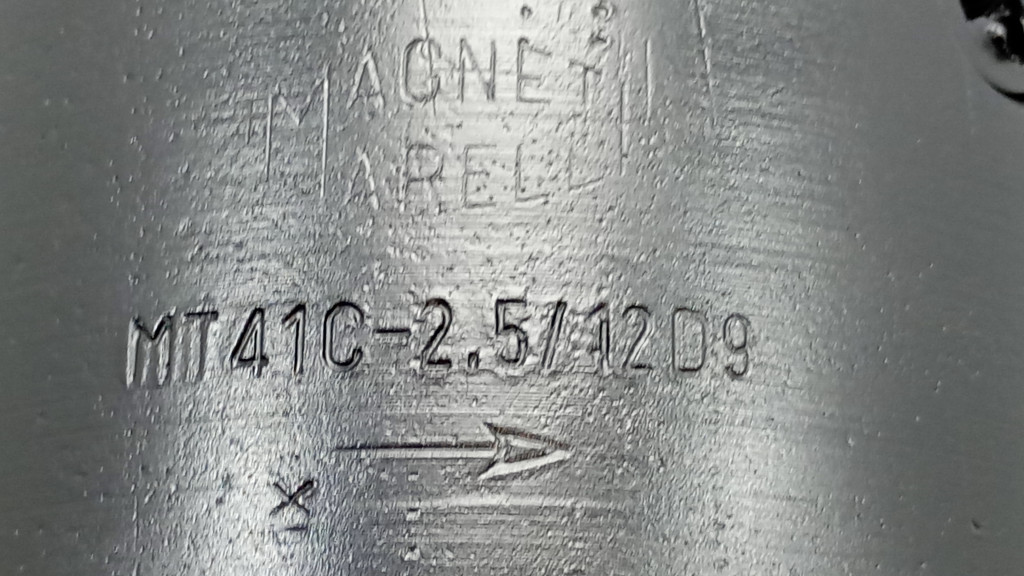 MAGNETI
MARELLI
MT41C-2.5/12D9
X